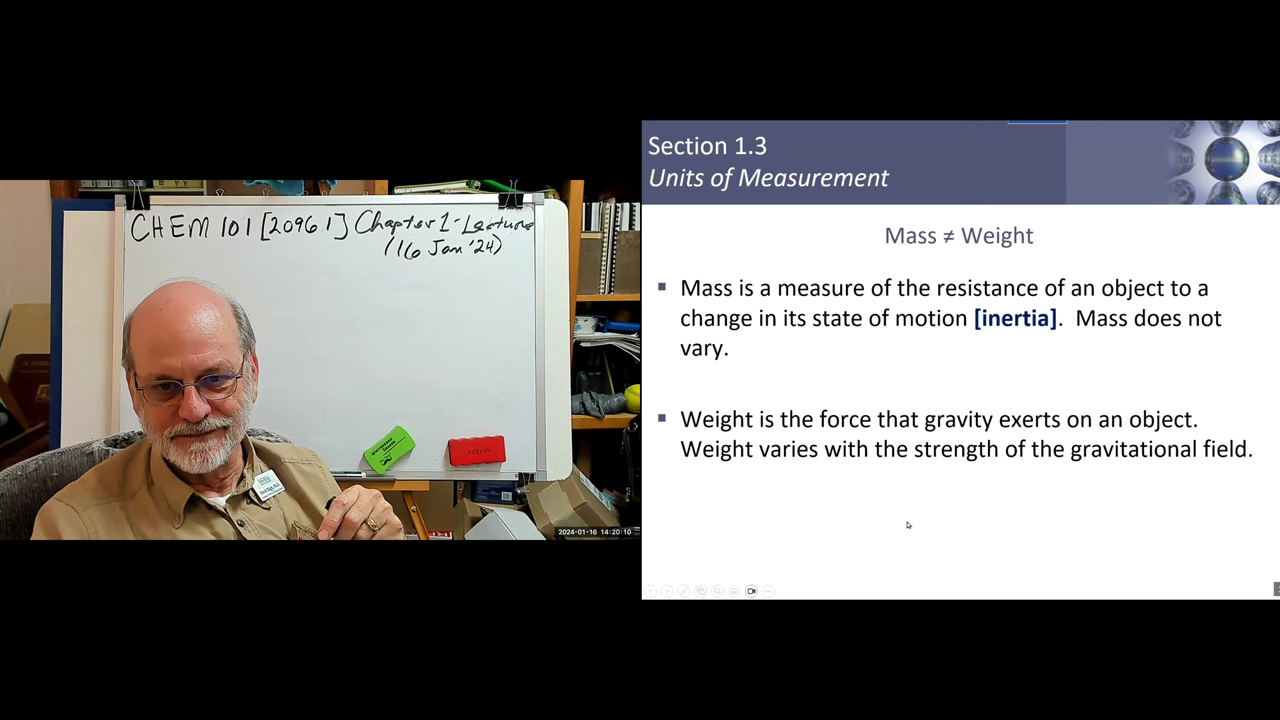 CHEM 101 [20961] Chapter 1 - Lecture
(16 Jan '24)
2024-01-16 14:20:10
Section 1.3
Units of Measurement
Mass ≠ Weight
▪ Mass is a measure of the resistance of an object to a
change in its state of motion [inertia]. Mass does not
vary.
▪ Weight is the force that gravity exerts on an object.
Weight varies with the strength of the gravitational field.